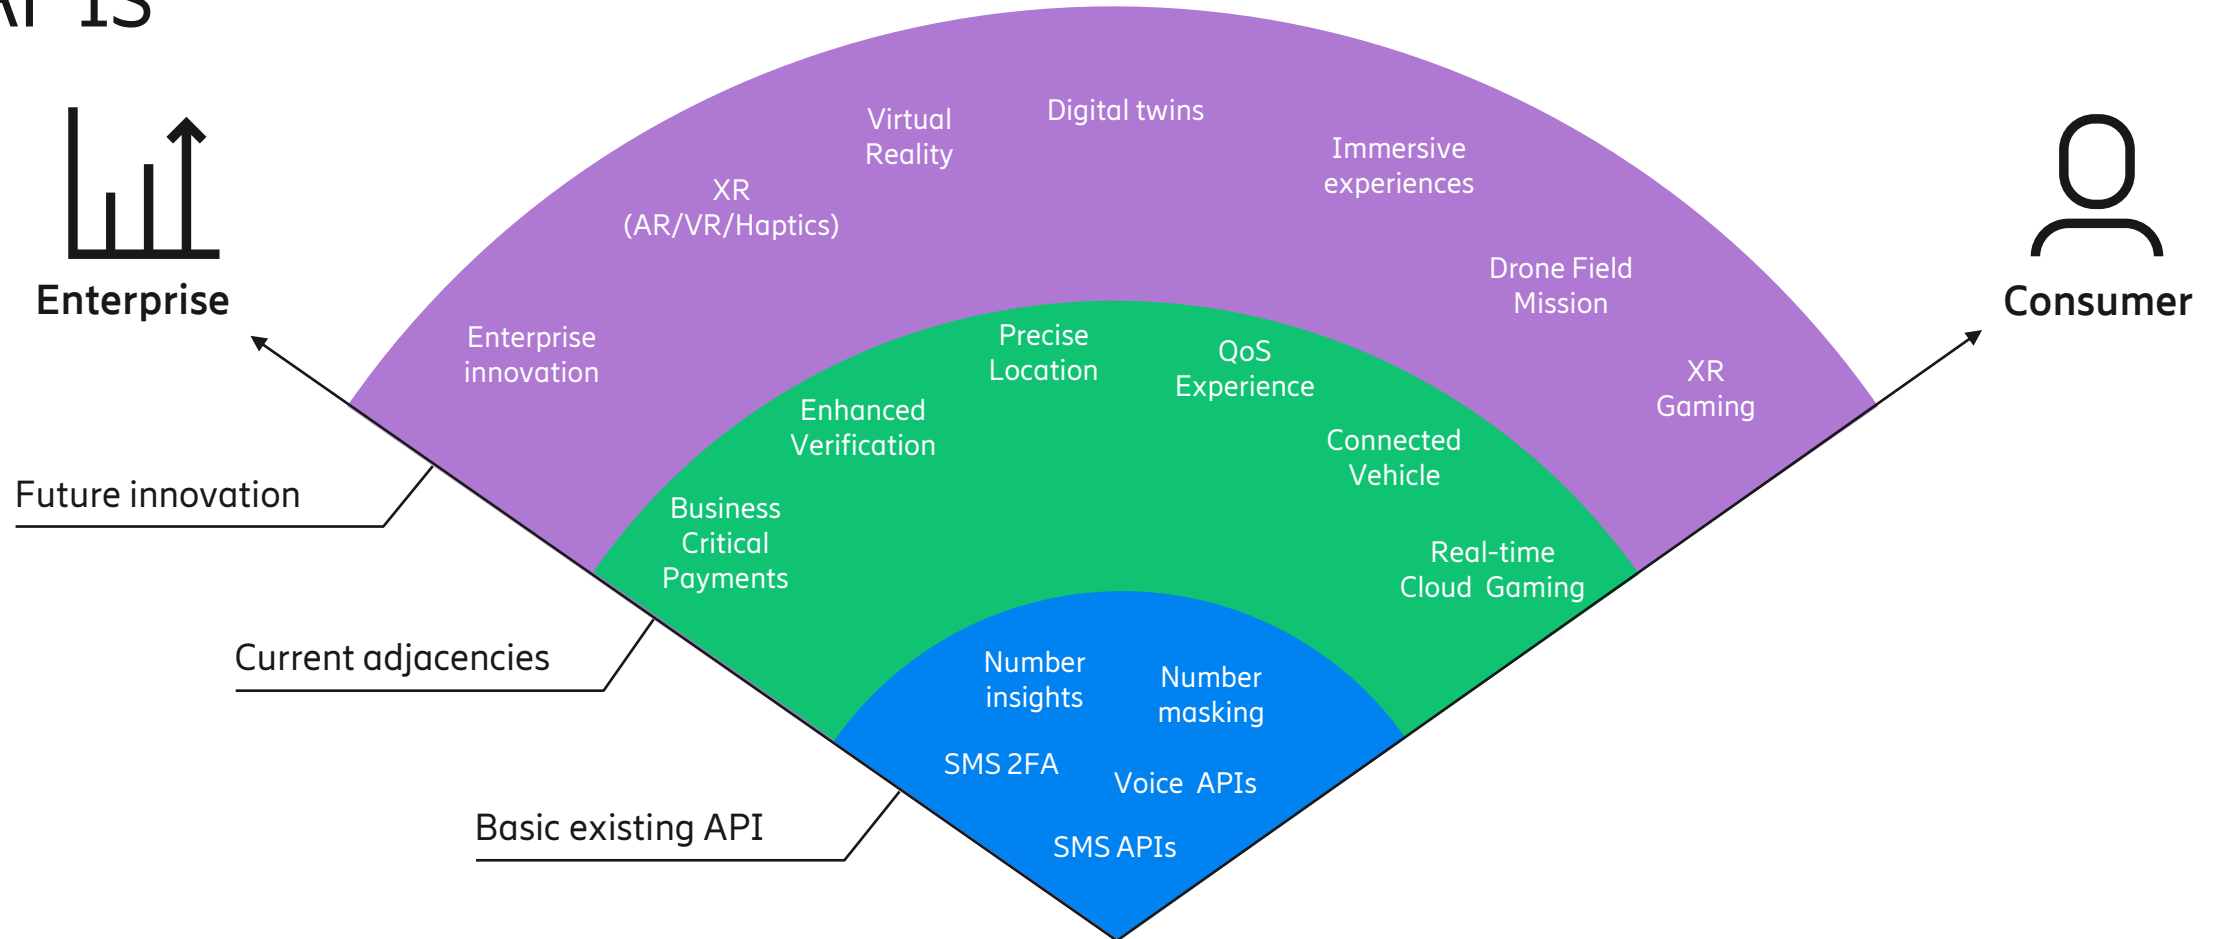 APIs
Virtual
Reality
Digital twins
Immersive
experiences
XR
(AR/VR/Haptics)
Enterprise
Consumer
Drone Field
Mission
Enterprise
innovation
Precise
Location
QoS
Experience
XR
Gaming
Enhanced
Verification
Connected
Vehicle
Future innovation
Business
Critical
Payments
Real-time
Cloud Gaming
Current adjacencies
Number
insights
Number
masking
SMS 2FA
Voice APIs
Basic existing API
SMS APIs